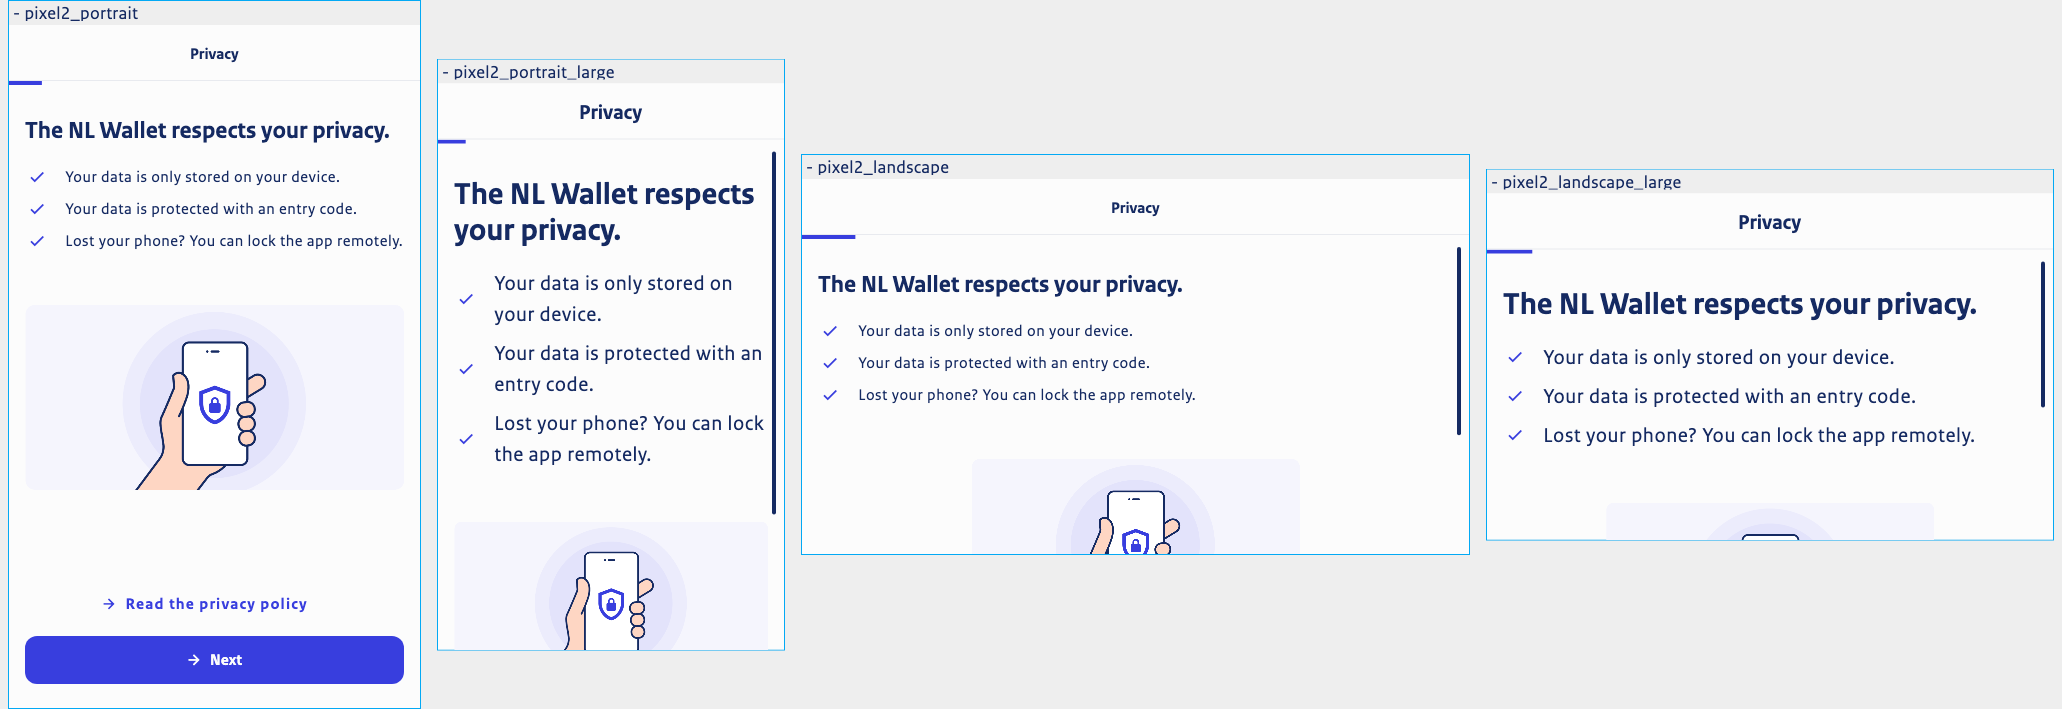 - pixel2_portrait
Privacy
The NL Wallet respects your privacy.
Your data is only stored on your device.
Your data is protected with an entry code.
Lost your phone? You can lock the app remotely.
Read the privacy policy
Next
- pixel2_portrait_large
Privacy
The NL Wallet respects
your privacy.
Your data is only stored on
your device.
Your data is protected with an
entry code.
Lost your phone? You can lock
the app remotely.
- pixel2_landscape
Privacy
The NL Wallet respects your privacy.
Your data is only stored on your device.
Your data is protected with an entry code.
Lost your phone? You can lock the app remotely.
- pixel2_landscape_large
Privacy
The NL Wallet respects your privacy.
Your data is only stored on your device.
Your data is protected with an entry code.
Lost your phone? You can lock the app remotely.